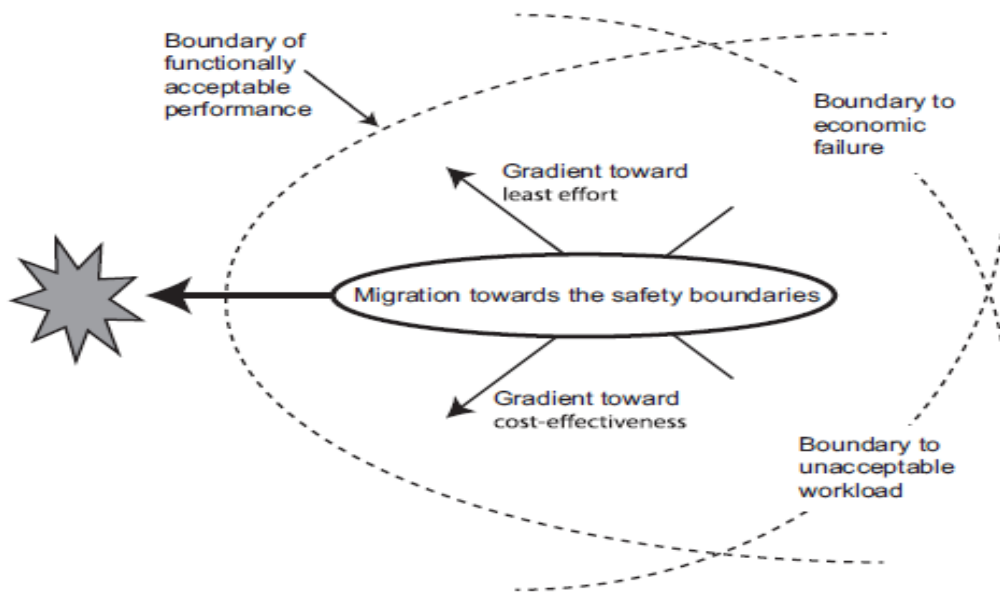 Boundary of
functionally
acceptable
performance
Boundary to
economic
failure
Gradient toward
least effort
Migration towards the safety boundaries
Gradient toward
cost-effectiveness
Boundary to
unacceptable
workload